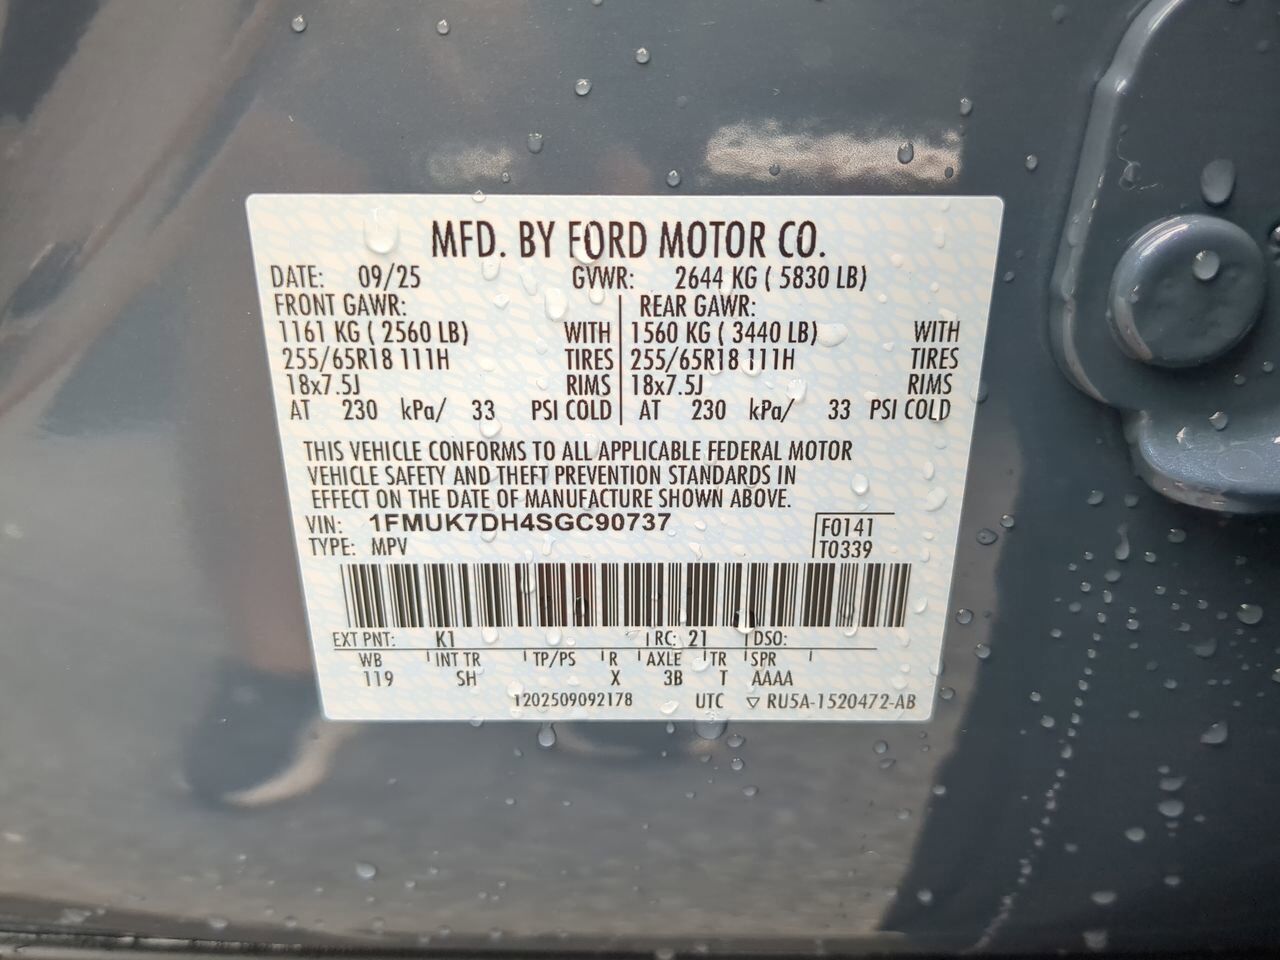 MFD. BY FORD MOTOR CO.
DATE: 09/25 GVWR: 2644 KG ( 5830 LB)
FRONT GAWR: REAR GAWR:
1161 KG ( 2560 LB) WITH 1560 KG ( 3440 LB) WITH
255/65R18 111H TIRES 255/65R18 111H TIRES
18x7.5J RIMS 18x7.5J RIMS
AT 230 kPa/ 33 PSI COLD AT 230 kPa/ 33 PSI COLD
THIS VEHICLE CONFORMS TO ALL APPLICABLE FEDERAL MOTOR
VEHICLE SAFETY AND THEFT PREVENTION STANDARDS IN
EFFECT ON THE DATE OF MANUFACTURE SHOWN ABOVE.
VIN: 1FMUK7DH4SGC90737 F0141
TYPE: MPV T0339
EXT PNT: K1 RC: 21 DSO:
WB INT TR TP/PS R AXLE TR SPR
119 SH X 3B T AAAA
1202509092178 UTC ▽ RU5A-1520472-AB